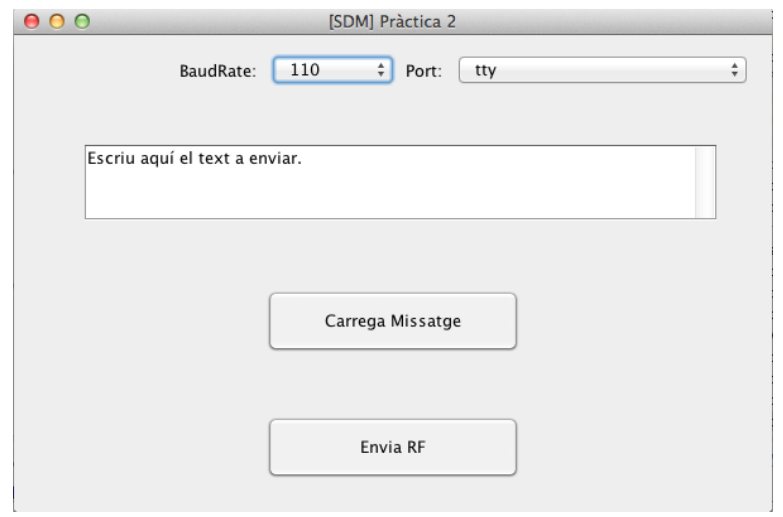 [SDM] Pràctica 2
BaudRate: 110 Port: tty
Escriu aquí el text a enviar.
Carrega Missatge
Envia RF